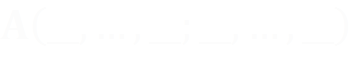 A(__, ..., __; __, ..., __)